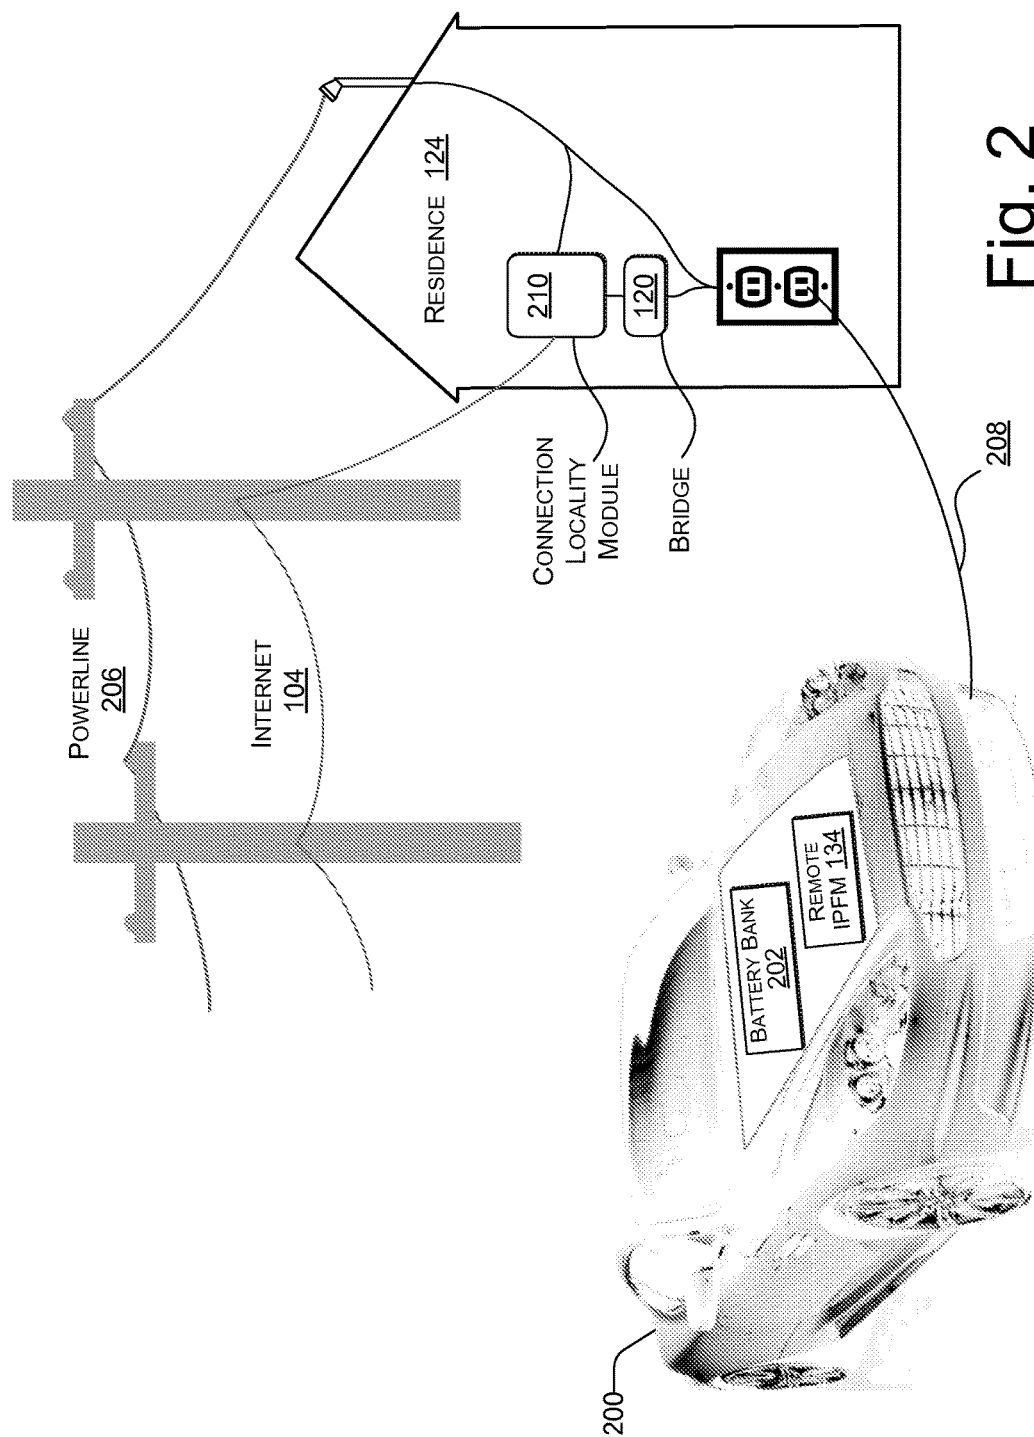 POWERLINE
206
INTERNET
104
RESIDENCE 124
210
120
CONNECTION
LOCALITY
MODULE
BRIDGE
208
200
BATTERY BANK
202
REMOTE
IPFM 134
Fig. 2